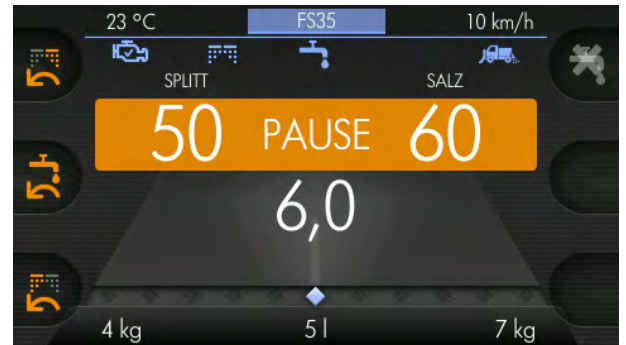 23 °C FS35 10 km/h
SPLITT SALZ
50 PAUSE 60
6,0
4 kg 5 l 7 kg